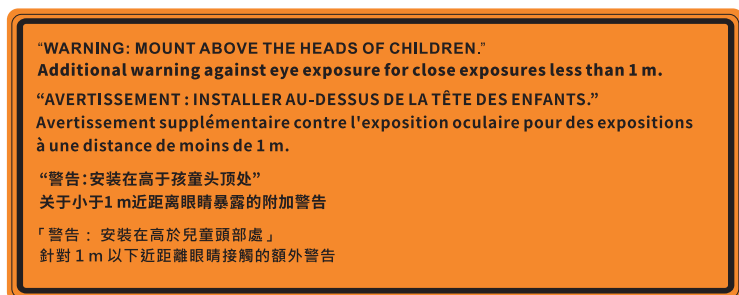 “WARNING: MOUNT ABOVE THE HEADS OF CHILDREN.”
Additional warning against eye exposure for close exposures less than 1 m.
“AVERTISSEMENT : INSTALLER AU-DESSUS DE LA TÊTE DES ENFANTS.”
Avertissement supplémentaire contre l'exposition oculaire pour des expositions
à une distance de moins de 1 m.
“警告:安装在高于孩童头顶处”
关于小于1 m近距离眼睛暴露的附加警告
「警告： 安裝在高於兒童頭部處」
針對 1 m 以下近距離眼睛接觸的額外警告